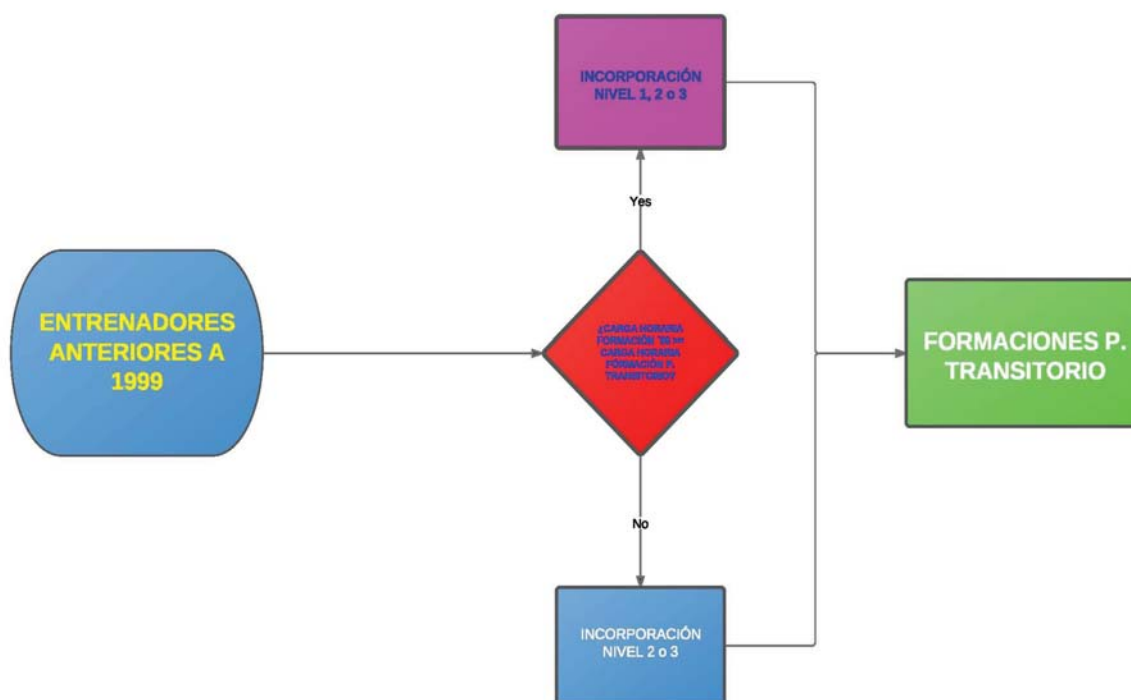 INCORPORACIÓN
NIVEL 1, 2 o 3
Yes
ENTRENADORES
ANTERIORES A
1999
¿CARGA HORARIA
FORMACIÓN
CARGA HORARIA
FORMACIÓN P.
TRANSITORIO?
FORMACIONES P.
TRANSITORIO
No
INCORPORACIÓN
NIVEL 2 o 3